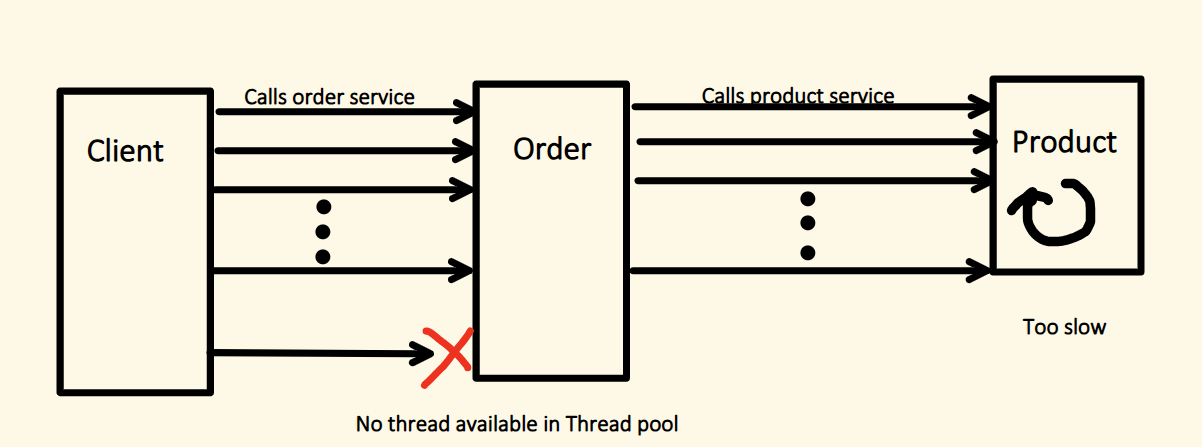 Calls order service
Calls product service
Client
Order
Product
Too slow
No thread available in Thread pool